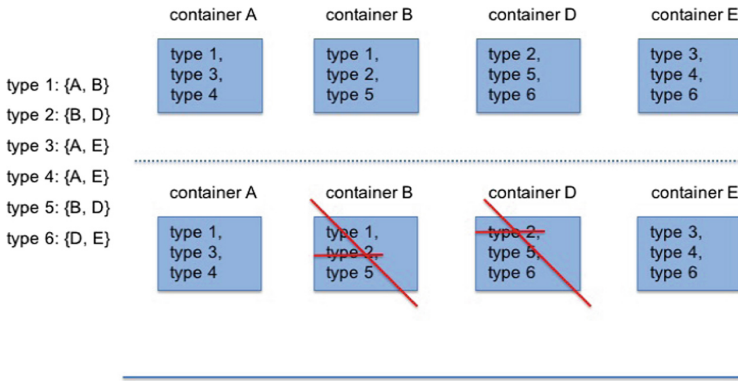 container A container B container D container E
type 1, type 1, type 2, type 3,
type 3, type 2, type 5, type 4,
type 4 type 5 type 6 type 6
type 1: {A, B}
type 2: {B, D}
type 3: {A, E}
type 4: {A, E}
type 5: {B, D}
type 6: {D, E}
container A container B container D container E
type 1, type 1, type 2, type 3,
type 3, type 2, type 5, type 4,
type 4 type 5 type 6 type 6